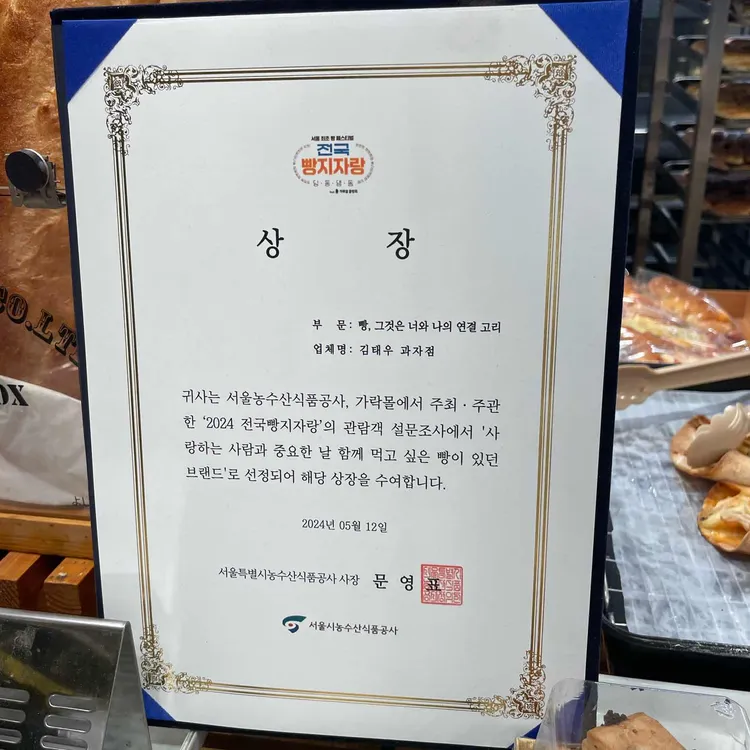 서울 최초 빵 페스티벌
전국
빵지자랑
상 장
부 문 : 빵, 그것은 너와 나의 연결 고리
업체명 : 김태우 과자점
귀사는 서울농수산식품공사, 가락몰에서 주최 · 주관
한 '2024 전국빵지자랑'의 관람객 설문조사에서 '사
랑하는 사람과 중요한 날 함께 먹고 싶은 빵이 있던
브랜드'로 선정되어 해당 상장을 수여합니다.
2024년 05월 12일
서울특별시농수산식품공사 사장 문 영 표
서울시농수산식품공사
CO.LT
OX